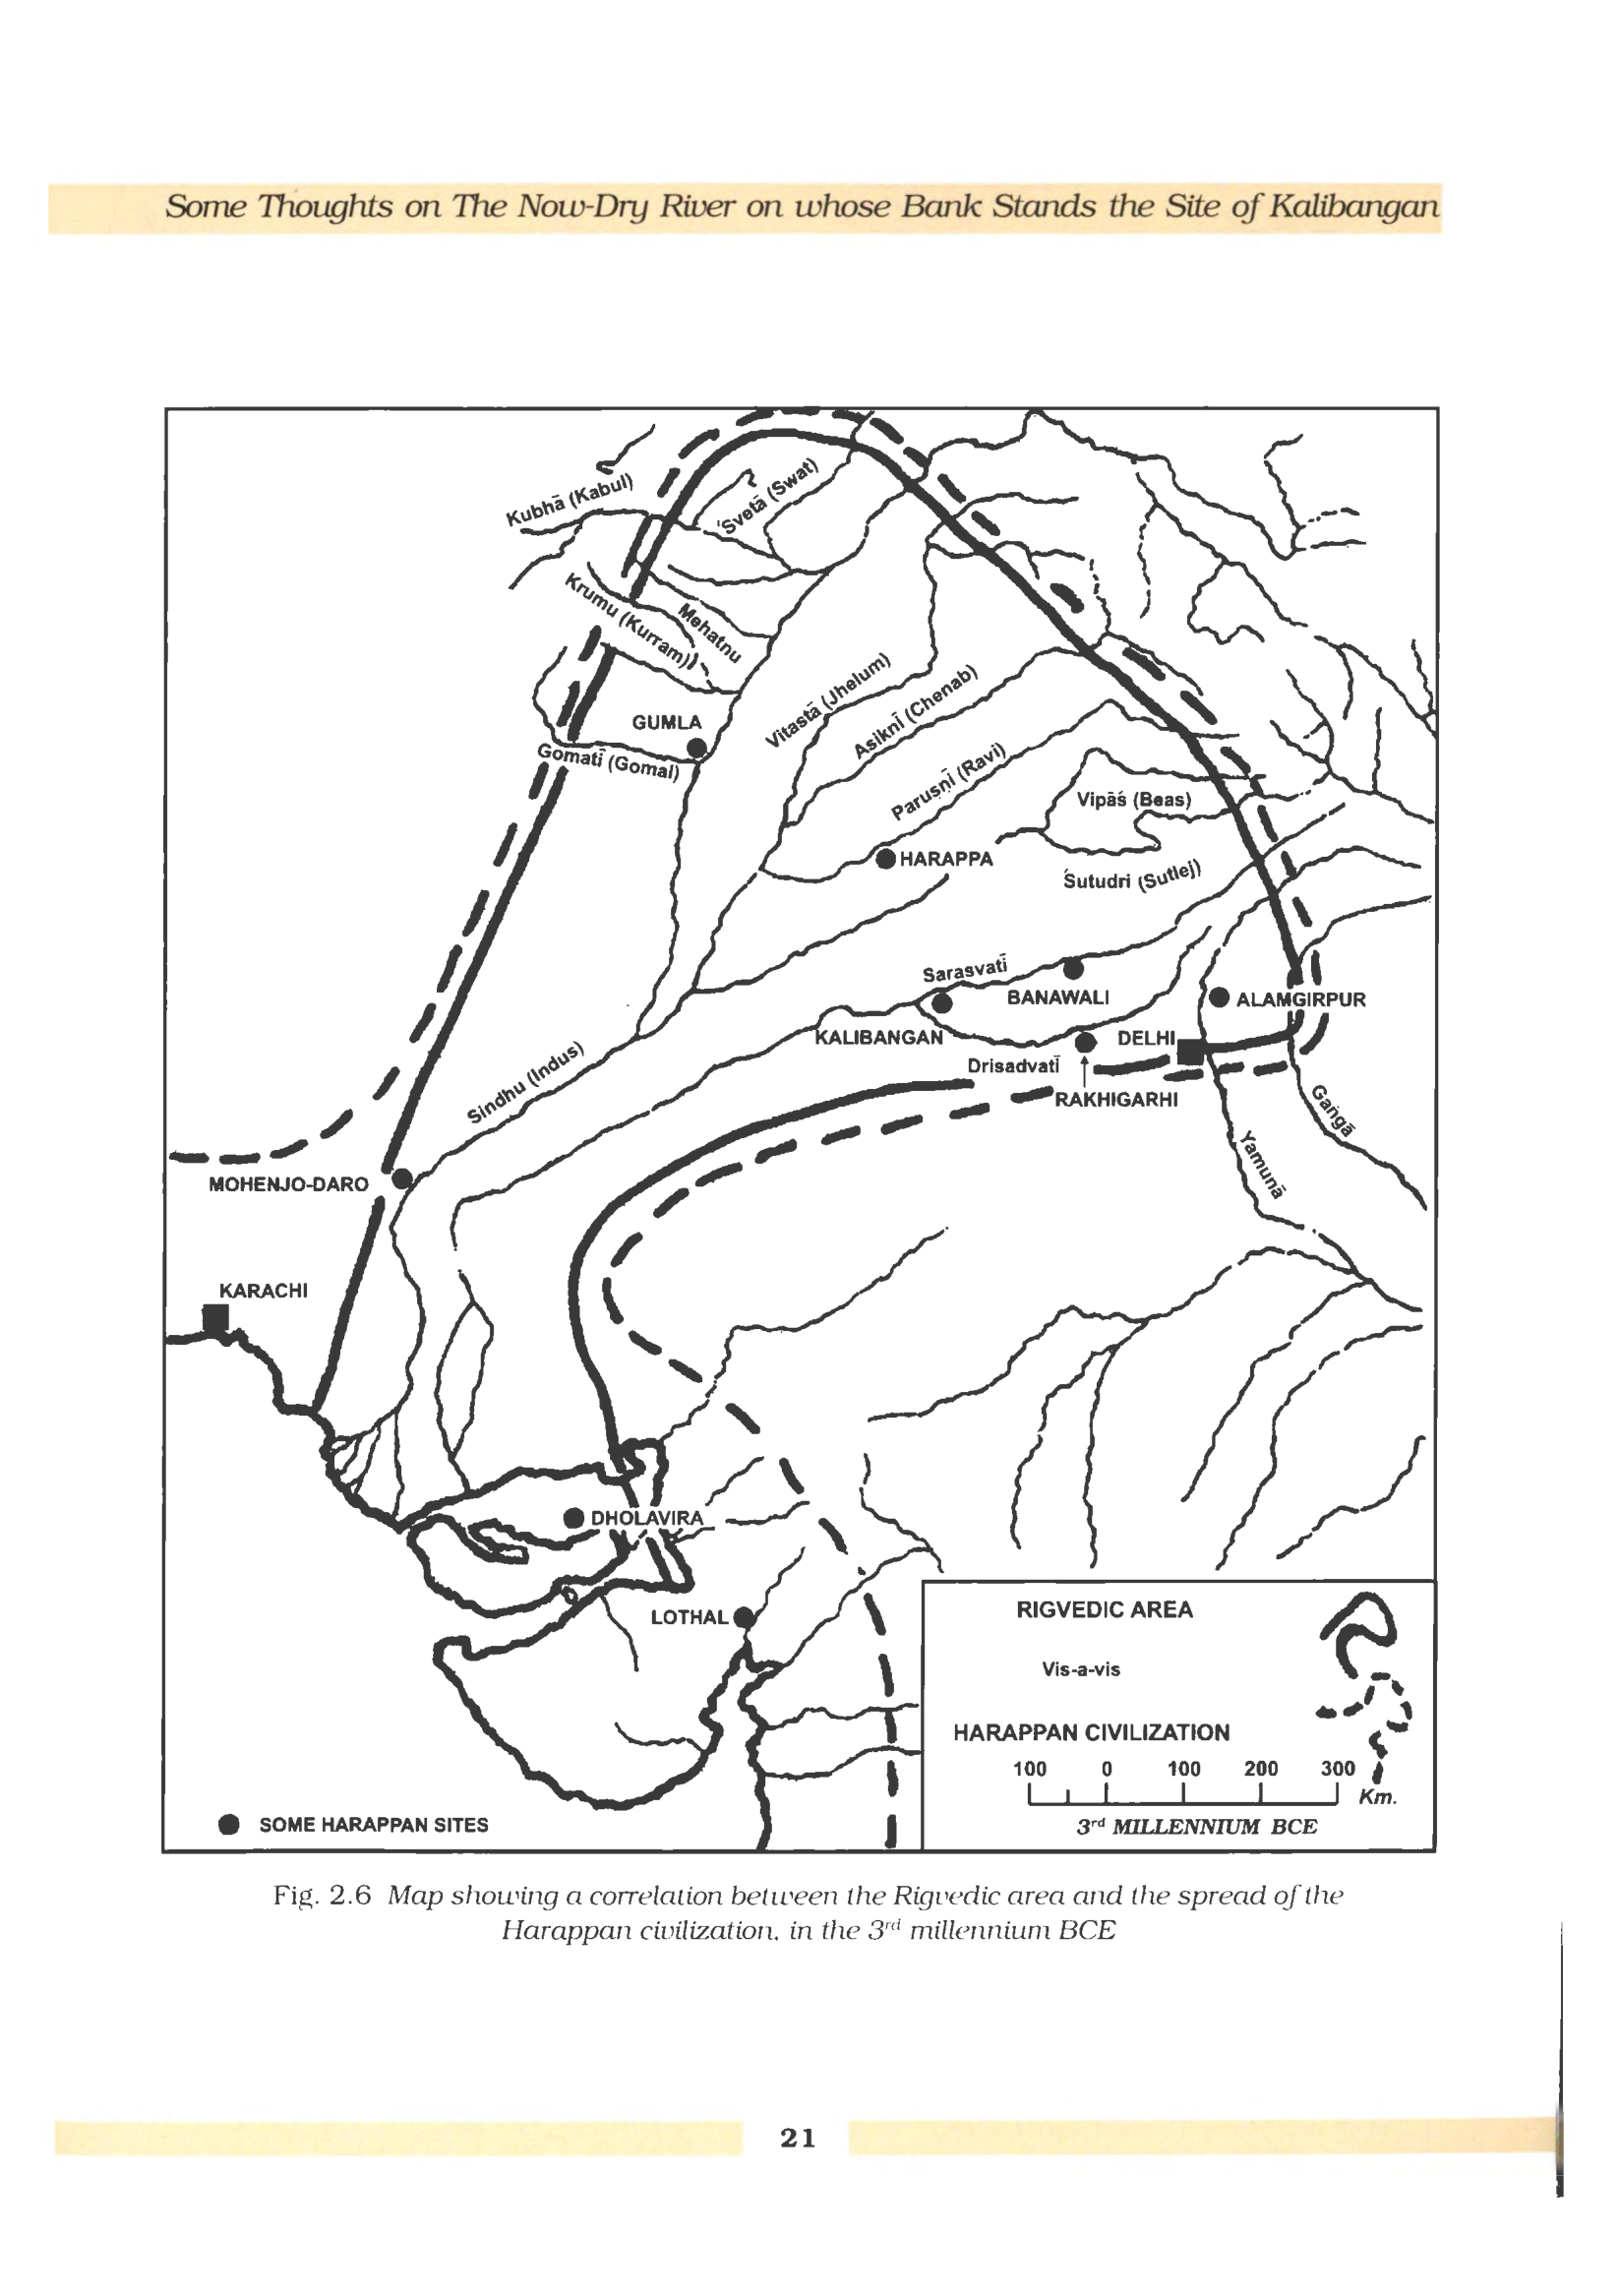 Some Thoughts on The Now-Dry River on whose Bank Stands the Site of Kalibangan
Kubhā (Kabul)
'Svetā (Swat)
Krumu (Kurram))
Mehatnu
GUMLA
Gomatī (Gomal)
Vitastā (Jhelum)
Asiknī (Chenab)
Paruṣṇī (Ravi)
Vipāś (Beas)
HARAPPA
Śutudri (Sutlej)
Sarasvatī
BANAWALI
ALAMGIRPUR
KALIBANGAN
DELHI
Drisadvatī
RAKHIGARHI
Sindhu (Indus)
Gaṅgā
Yamunā
MOHENJO-DARO
KARACHI
DHOLAVIRA
LOTHAL
RIGVEDIC AREA
Vis-a-vis
HARAPPAN CIVILIZATION
100 0 100 200 300
Km.
3rd MILLENNIUM BCE
SOME HARAPPAN SITES
Fig. 2.6 Map showing a correlation between the Rigvedic area and the spread of the
Harappan civilization, in the 3rd millennium BCE
21